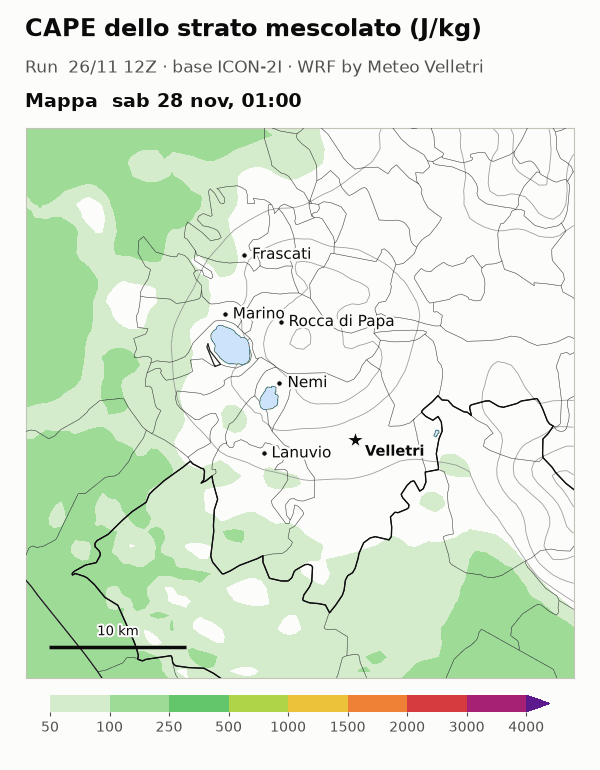 CAPE dello strato mescolato (J/kg)
Run  26/11 12Z · base ICON-2I · WRF by Meteo Velletri
Mappa  sab 28 nov, 01:00
Frascati
Marino
Rocca di Papa
Nemi
Velletri
Lanuvio
10 km
50 100 250 500 1000 1500 2000 3000 4000